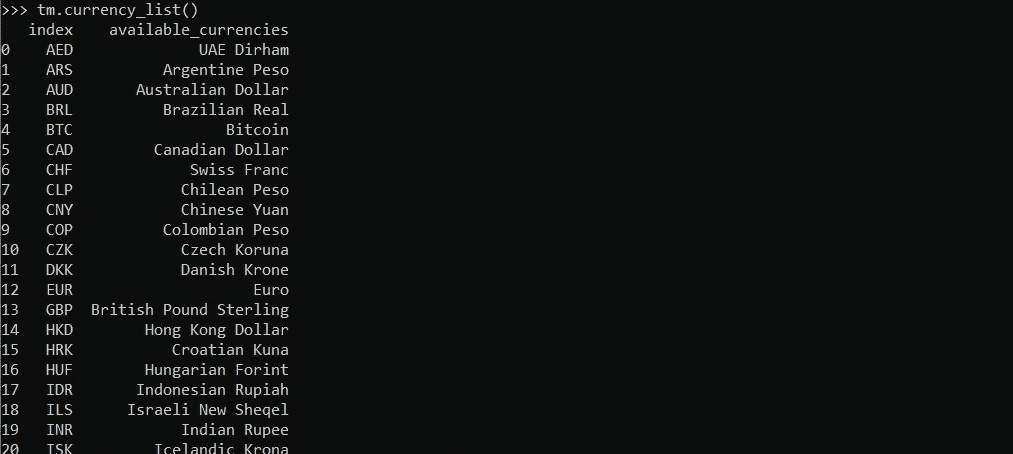 >>> tm.currency_list()
index available_currencies
0 AED UAE Dirham
1 ARS Argentine Peso
2 AUD Australian Dollar
3 BRL Brazilian Real
4 BTC Bitcoin
5 CAD Canadian Dollar
6 CHF Swiss Franc
7 CLP Chilean Peso
8 CNY Chinese Yuan
9 COP Colombian Peso
10 CZK Czech Koruna
11 DKK Danish Krone
12 EUR Euro
13 GBP British Pound Sterling
14 HKD Hong Kong Dollar
15 HRK Croatian Kuna
16 HUF Hungarian Forint
17 IDR Indonesian Rupiah
18 ILS Israeli New Sheqel
19 INR Indian Rupee
20 ISK Icelandic Krona